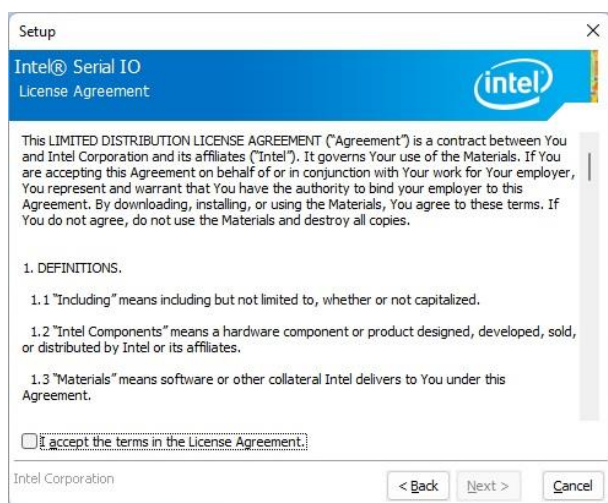 Setup
Intel® Serial IO
License Agreement
intel
This LIMITED DISTRIBUTION LICENSE AGREEMENT ("Agreement") is a contract between You
and Intel Corporation and its affiliates ("Intel"). It governs Your use of the Materials. If You
are accepting this Agreement on behalf of or in conjunction with Your work for Your employer,
You represent and warrant that You have the authority to bind your employer to this
Agreement. By downloading, installing, or using the Materials, You agree to these terms. If
You do not agree, do not use the Materials and destroy all copies.
1. DEFINITIONS.
1.1 "Including" means including but not limited to, whether or not capitalized.
1.2 "Intel Components" means a hardware component or product designed, developed, sold,
or distributed by Intel or its affiliates.
1.3 "Materials" means software or other collateral Intel delivers to You under this
Agreement.
I accept the terms in the License Agreement.
Intel Corporation
< Back
Next >
Cancel